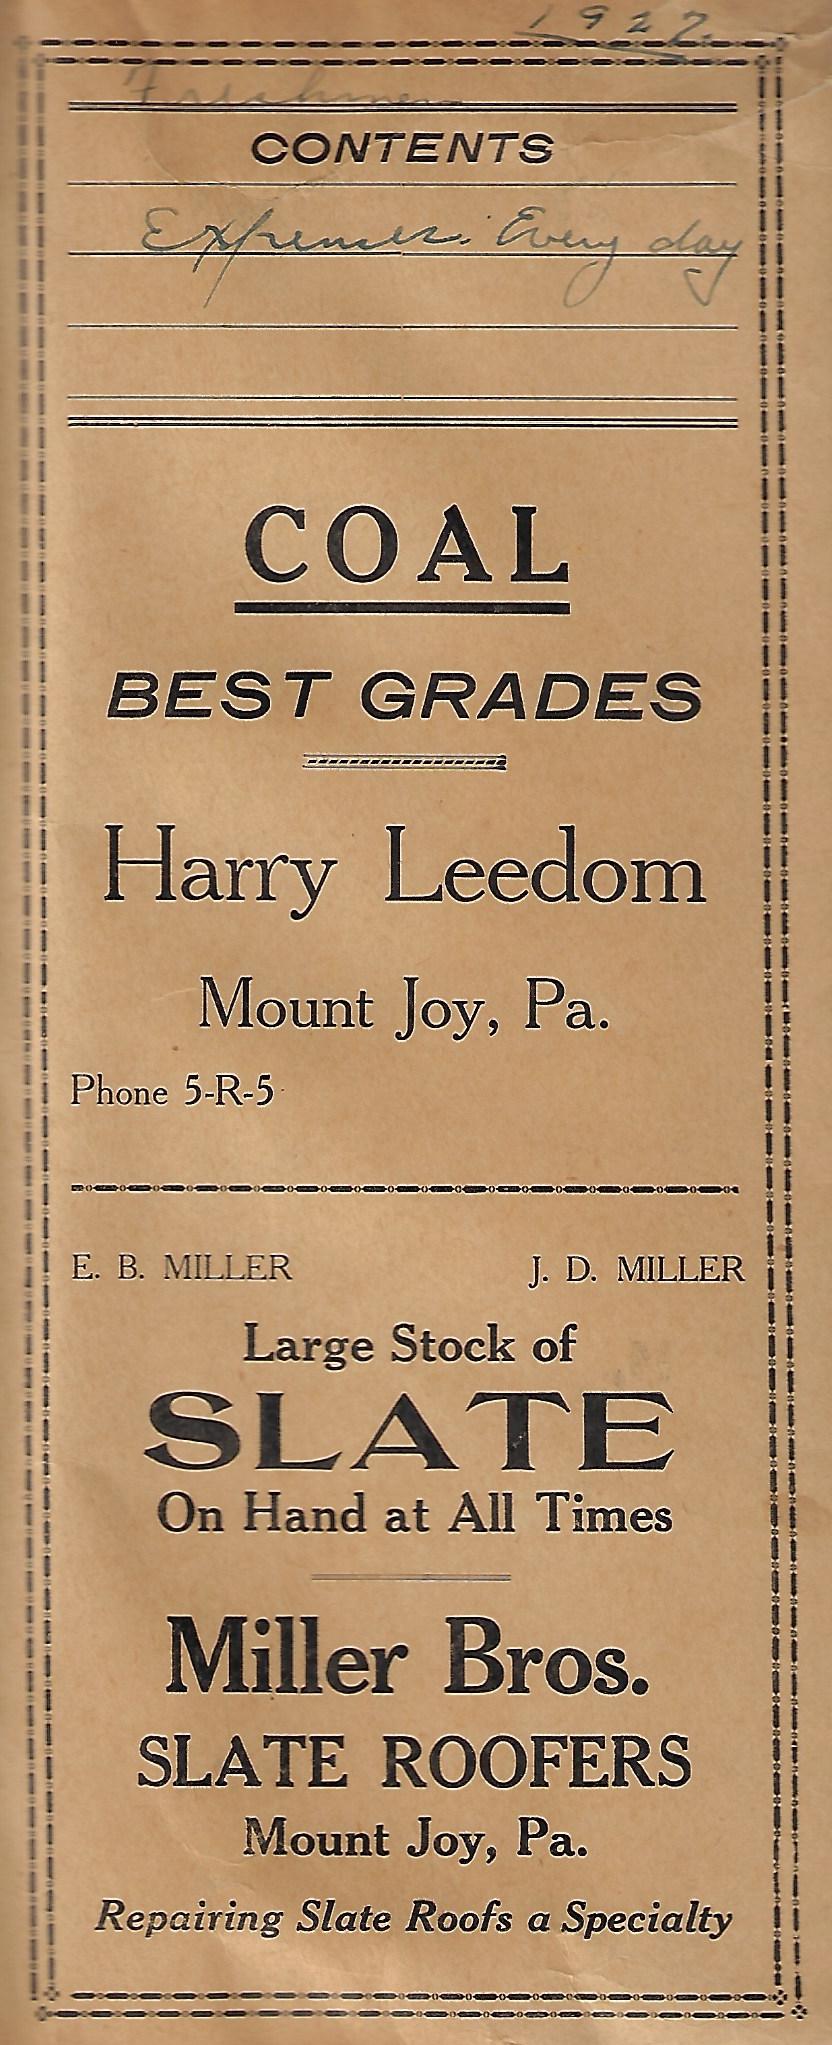 1927.
Freshmen
CONTENTS
Expenses. Every day
COAL
BEST GRADES
Harry Leedom
Mount Joy, Pa.
Phone 5-R-5
E. B. MILLER J. D. MILLER
Large Stock of
SLATE
On Hand at All Times
Miller Bros.
SLATE ROOFERS
Mount Joy, Pa.
Repairing Slate Roofs a Specialty